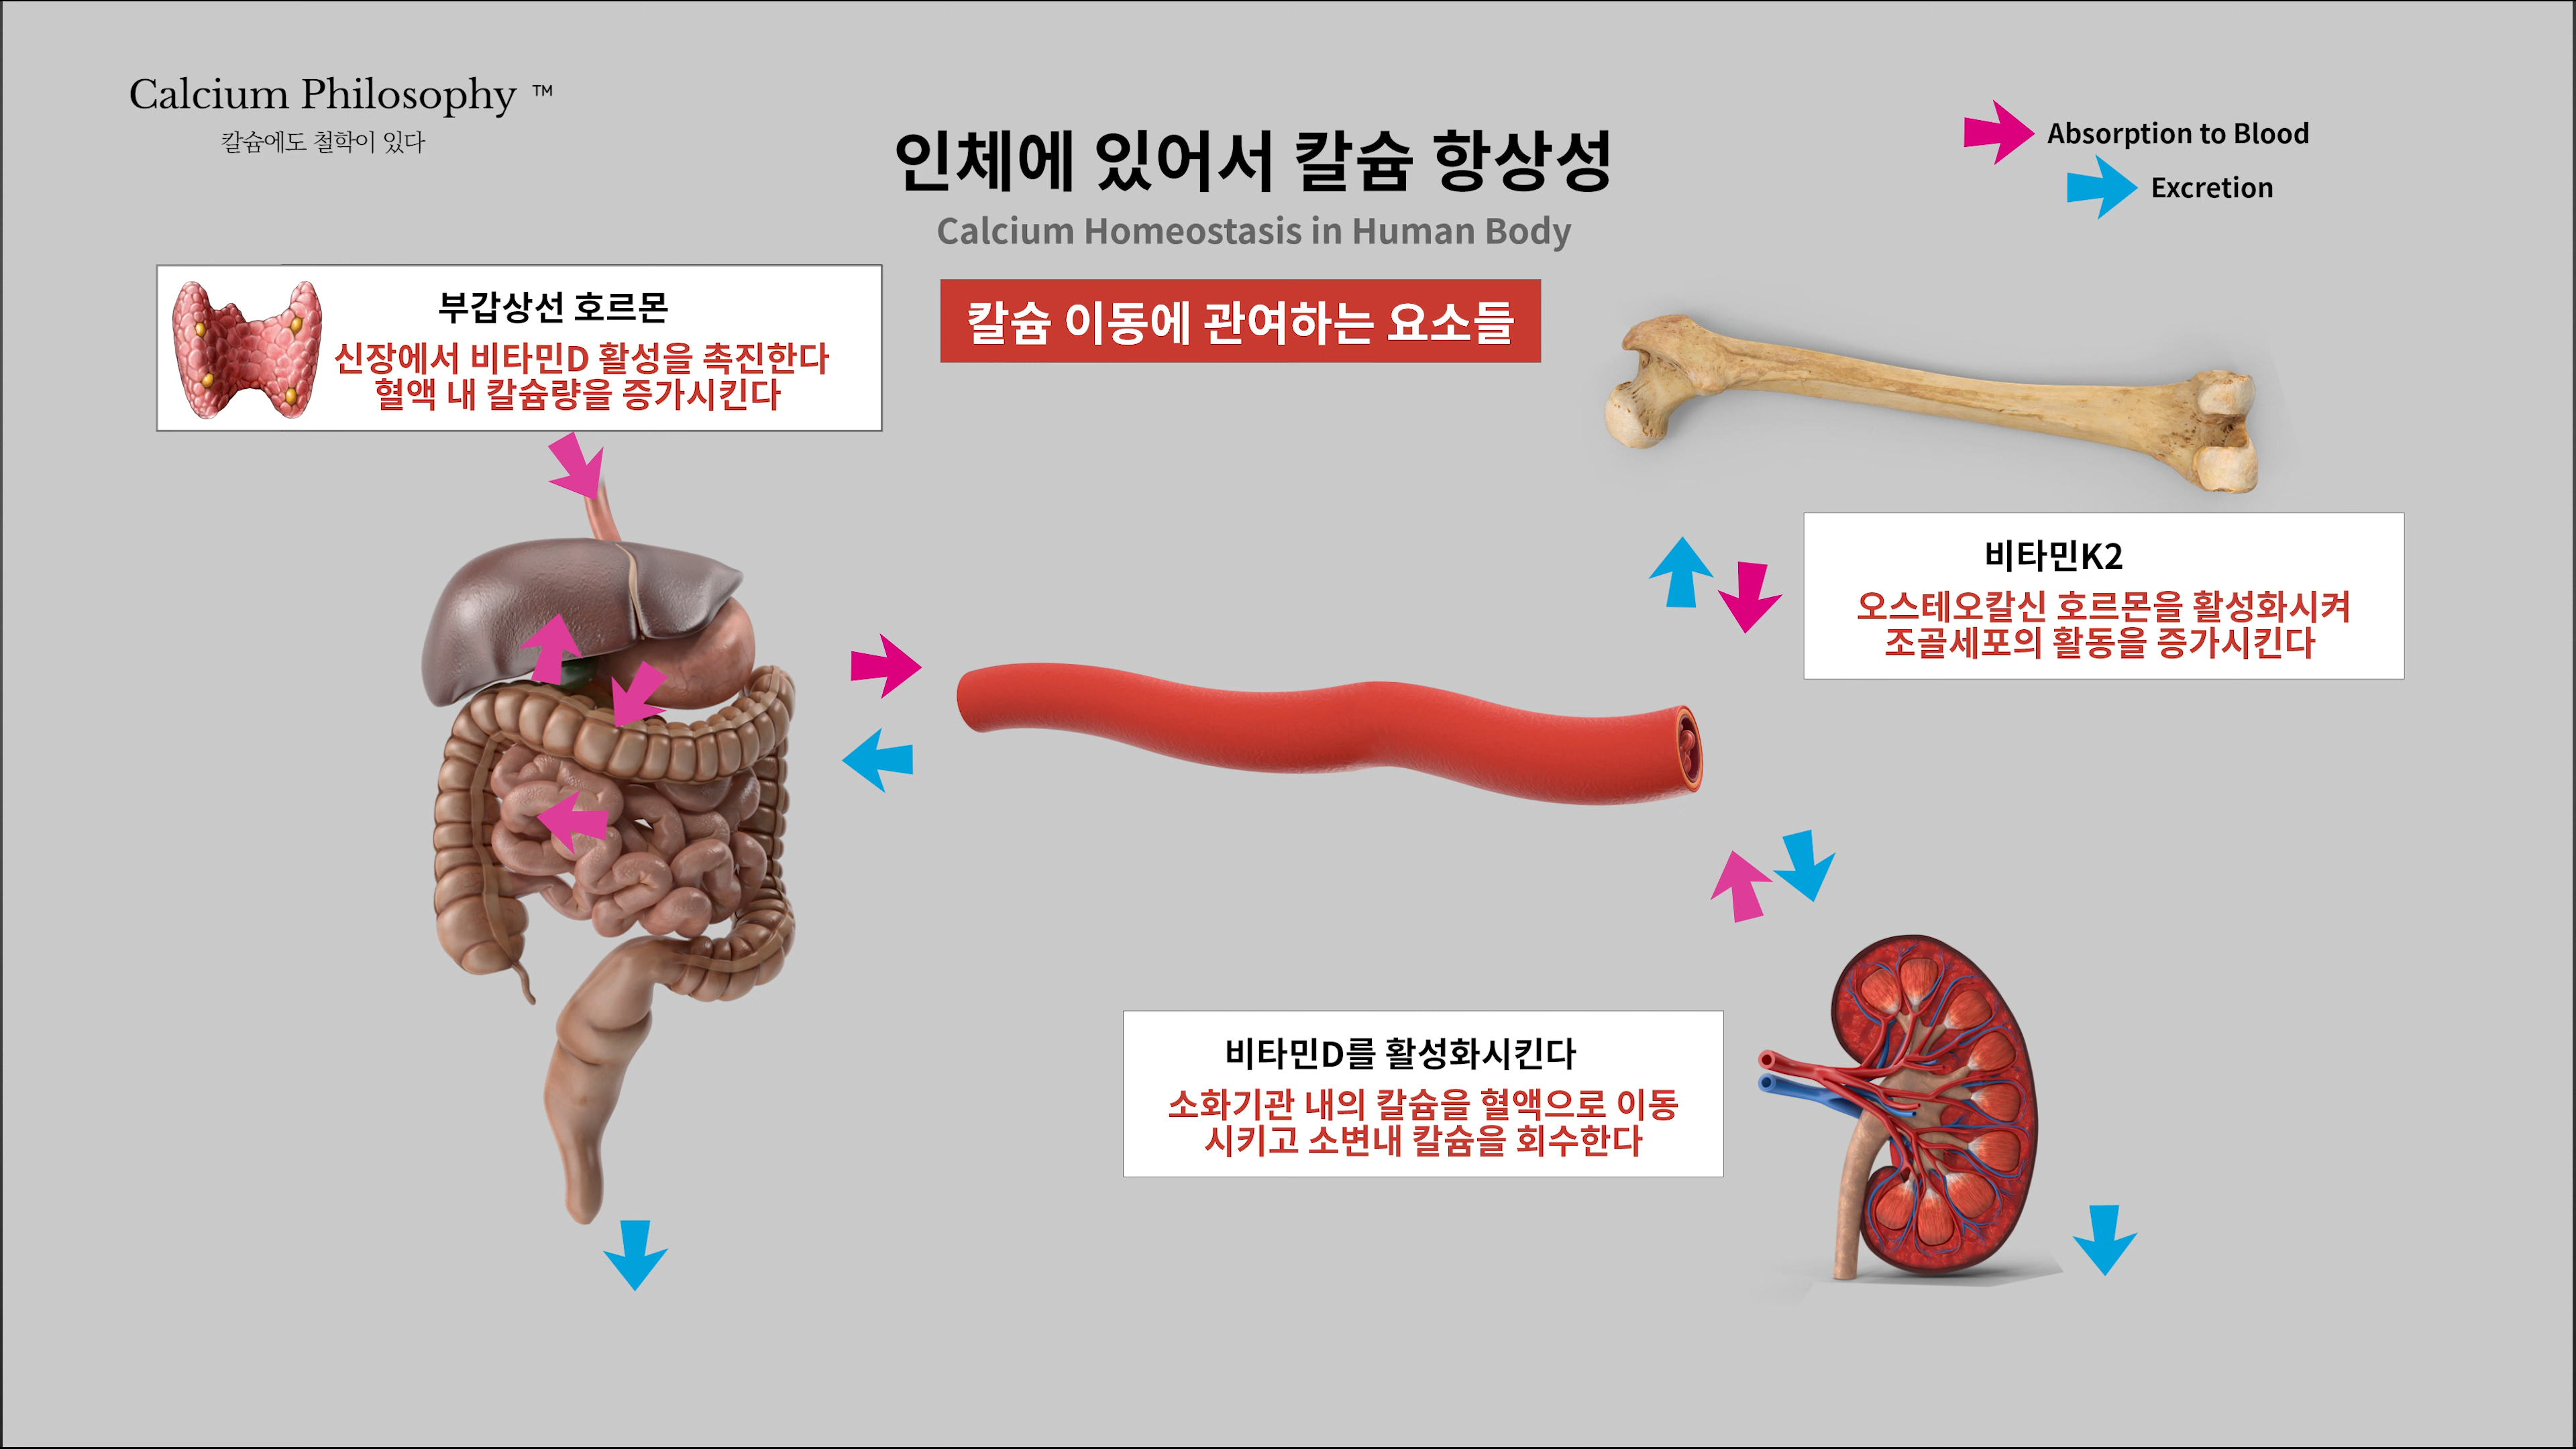 Calcium Philosophy ™
칼슘에도 철학이 있다
인체에 있어서 칼슘 항상성
Calcium Homeostasis in Human Body
칼슘 이동에 관여하는 요소들
Absorption to Blood
Excretion
부갑상선 호르몬
신장에서 비타민D 활성을 촉진한다
혈액 내 칼슘량을 증가시킨다
비타민K2
오스테오칼신 호르몬을 활성화시켜
조골세포의 활동을 증가시킨다
비타민D를 활성화시킨다
소화기관 내의 칼슘을 혈액으로 이동
시키고 소변내 칼슘을 회수한다